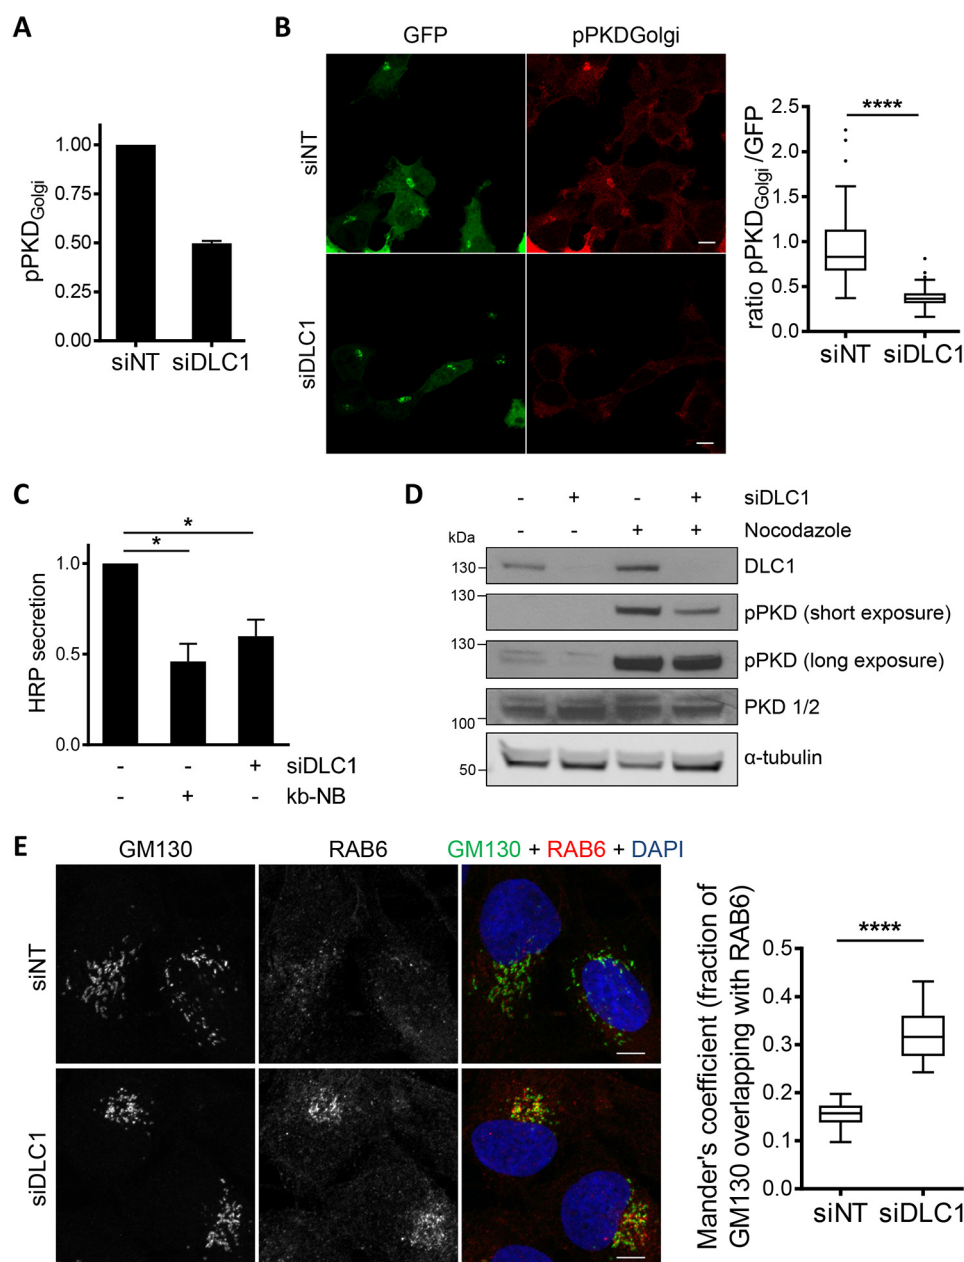 A
pPKDGolgi
1.00
0.75
0.50
0.25
0.00
siNT siDLC1
B
GFP pPKDGolgi
siNT
siDLC1
ratio pPKDGolgi /GFP
****
2.5
2.0
1.5
1.0
0.5
0.0
siNT siDLC1
C
HRP secretion
*
*
1.0
0.5
0.0
- - + siDLC1
- + - kb-NB
D
- + - + siDLC1
- - + + Nocodazole
kDa
130 DLC1
130 pPKD (short exposure)
130 pPKD (long exposure)
100 PKD 1/2
50 α-tubulin
E
GM130 RAB6 GM130 + RAB6 + DAPI
siNT
siDLC1
Mander's coefficient (fraction of
GM130 overlapping with RAB6)
****
0.5
0.4
0.3
0.2
0.1
0.0
siNT siDLC1